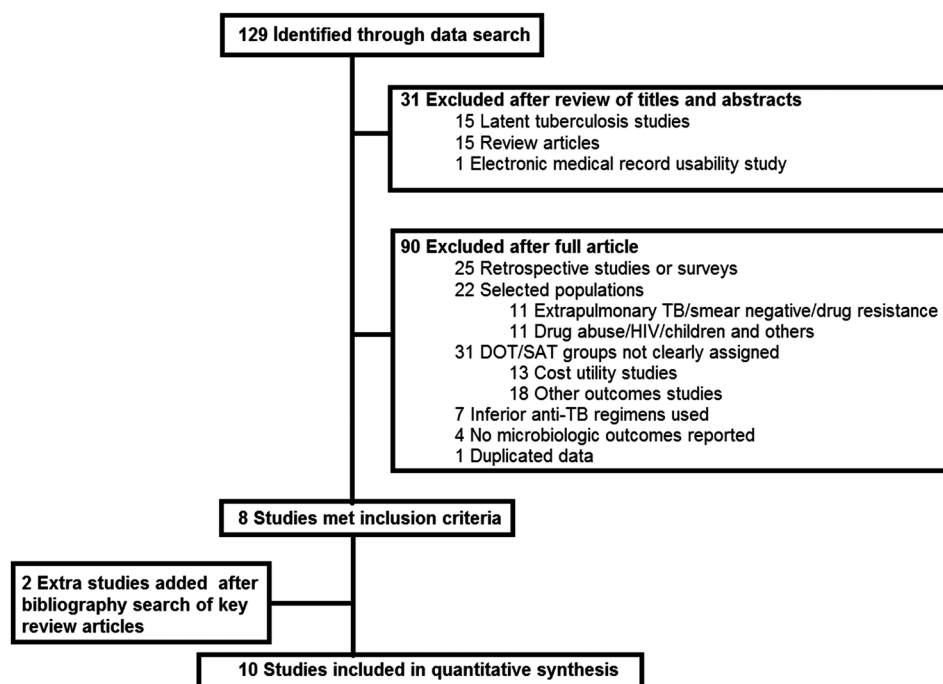 129 Identified through data search
31 Excluded after review of titles and abstracts
15 Latent tuberculosis studies
15 Review articles
1 Electronic medical record usability study
90 Excluded after full article
25 Retrospective studies or surveys
22 Selected populations
11 Extrapulmonary TB/smear negative/drug resistance
11 Drug abuse/HIV/children and others
31 DOT/SAT groups not clearly assigned
13 Cost utility studies
18 Other outcomes studies
7 Inferior anti-TB regimens used
4 No microbiologic outcomes reported
1 Duplicated data
8 Studies met inclusion criteria
2 Extra studies added after
bibliography search of key
review articles
10 Studies included in quantitative synthesis